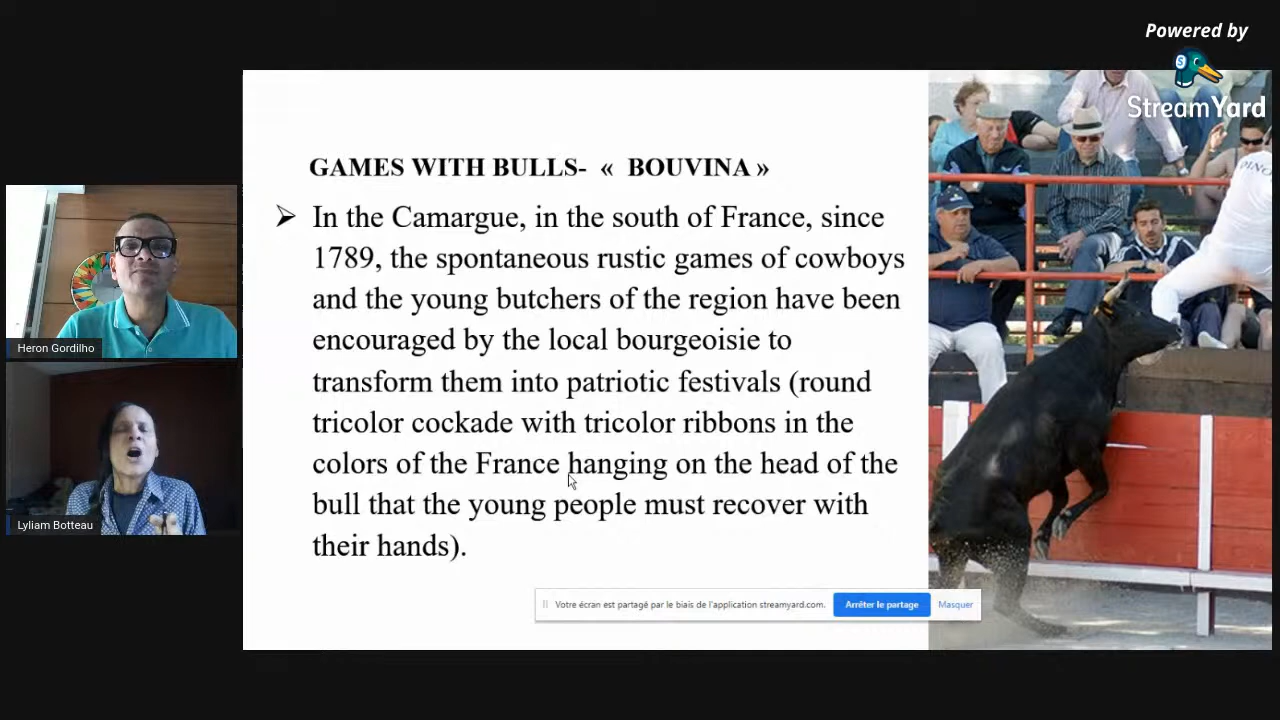 Powered by
StreamYard
GAMES WITH BULLS- « BOUVINA »
➢ In the Camargue, in the south of France, since
1789, the spontaneous rustic games of cowboys
and the young butchers of the region have been
encouraged by the local bourgeoisie to
transform them into patriotic festivals (round
tricolor cockade with tricolor ribbons in the
colors of the France hanging on the head of the
bull that the young people must recover with
their hands).
Heron Gordilho
Lyliam Botteau
Votre écran est partagé par le biais de l'application streamyard.com. Arrêter le partage Masquer